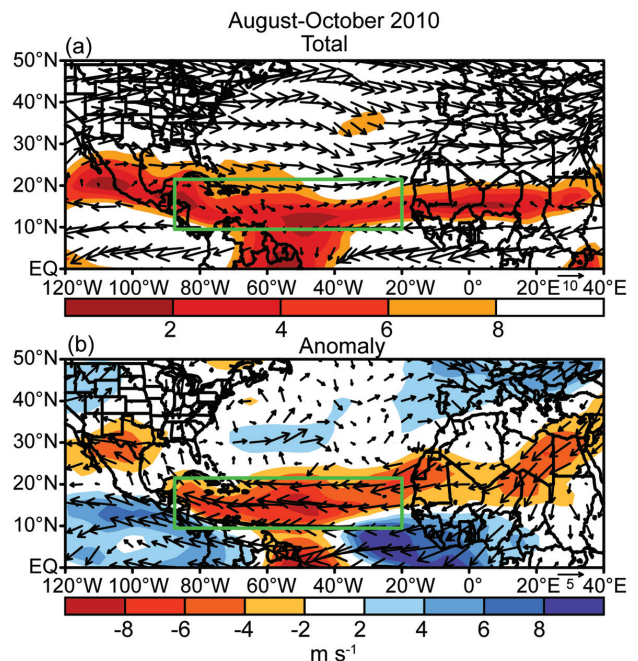 August-October 2010
(a) Total
50°N
40°N
30°N
20°N
10°N
EQ
120°W 100°W 80°W 60°W 40°W 20°W 0° 20°E 10 40°E
2 4 6 8
(b) Anomaly
50°N
40°N
30°N
20°N
10°N
EQ
120°W 100°W 80°W 60°W 40°W 20°W 0° 20°E 5 40°E
-8 -6 -4 -2 2 4 6 8
m s⁻¹